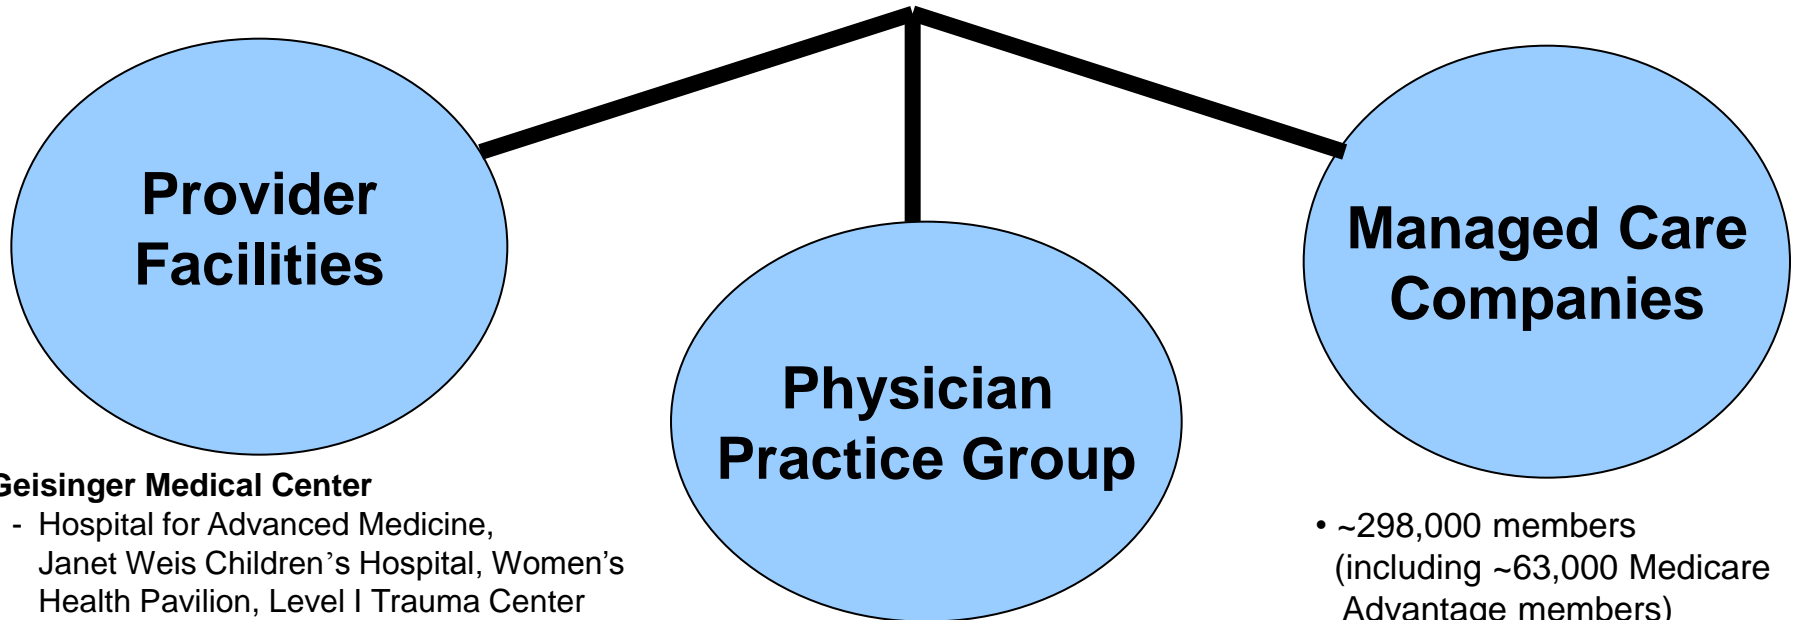 Provider
Facilities
Physician
Practice Group
Managed Care
Companies
Geisinger Medical Center
- Hospital for Advanced Medicine,
Janet Weis Children’s Hospital, Women’s
Health Pavilion, Level I Trauma Center
• ~298,000 members
(including ~63,000 Medicare
Advantage members)